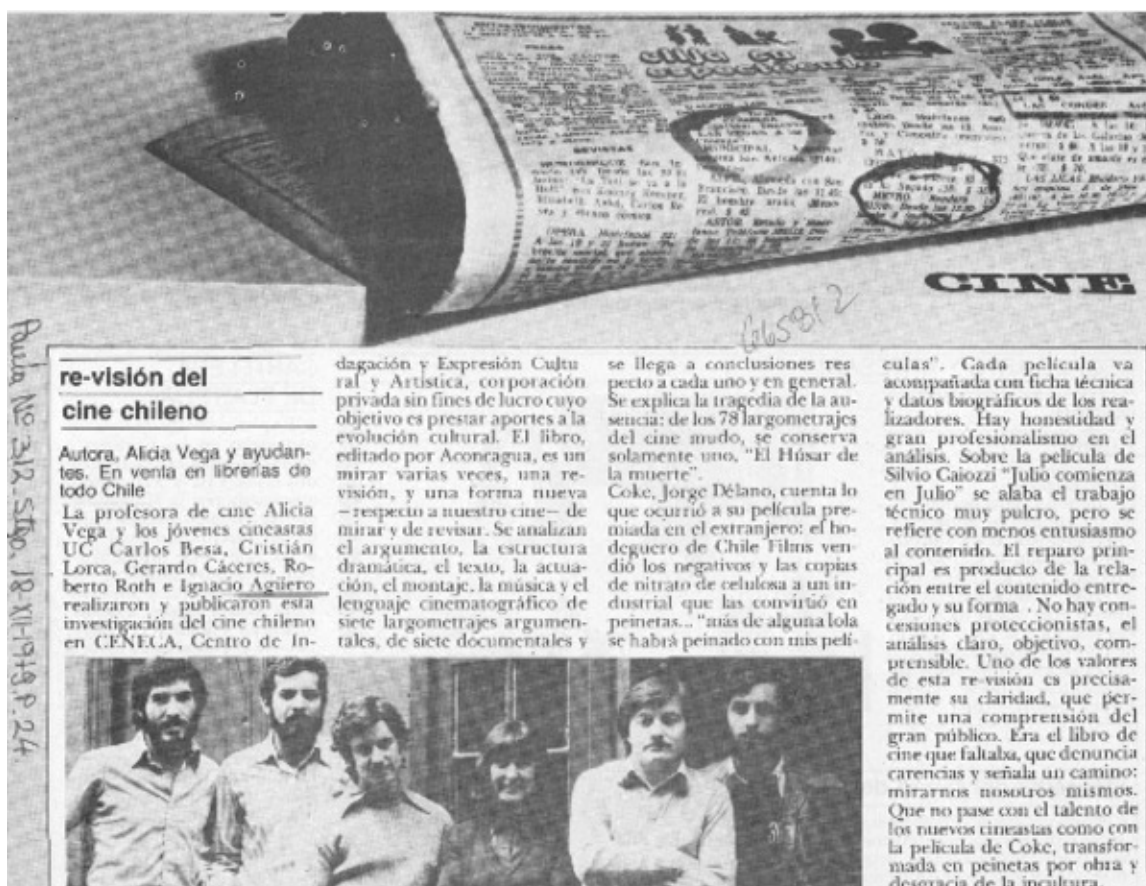 CINE
665812
Paula Nº 312. Stgo. 18-XII-1979. P. 24.
re-visión del
cine chileno
Autora, Alicia Vega y ayudan-
tes. En venta en librerías de
todo Chile
La profesora de cine Alicia
Vega y los jóvenes cineastas
UC Carlos Besa, Cristián
Lorca, Gerardo Cáceres, Ro-
berto Roth e Ignacio Agüero
realizaron y publicaron esta
investigación del cine chileno
en CENECA, Centro de In-
dagación y Expresión Cultu
ral y Artística, corporación
privada sin fines de lucro cuyo
objetivo es prestar aportes a la
evolución cultural. El libro,
editado por Aconcagua, es un
mirar varias veces, una re-
visión, y una forma nueva
—respecto a nuestro cine— de
mirar y de revisar. Se analizan
el argumento, la estructura
dramática, el texto, la actua-
ción, el montaje, la música y el
lenguaje cinematográfico de
siete largometrajes argumen-
tales, de siete documentales y
se llega a conclusiones res
pecto a cada uno y en general.
Se explica la tragedia de la au-
sencia: de los 78 largometrajes
del cine mudo, se conserva
solamente uno, "El Húsar de
la muerte".
Coke, Jorge Délano, cuenta lo
que ocurrió a su película pre-
miada en el extranjero: el bo-
deguero de Chile Films ven-
dió los negativos y las copias
de nitrato de celulosa a un in-
dustrial que las convirtió en
peinetas... "más de alguna lola
se habrá peinado con mis pelí-
culas". Cada película va
acompañada con ficha técnica
y datos biográficos de los rea-
lizadores. Hay honestidad y
gran profesionalismo en el
análisis. Sobre la película de
Silvio Caiozzi "Julio comienza
en Julio" se alaba el trabajo
técnico muy pulcro, pero se
refiere con menos entusiasmo
al contenido. El reparo prin-
cipal es producto de la rela-
ción entre el contenido entre-
gado y su forma . No hay con-
cesiones proteccionistas, el
análisis claro, objetivo, com-
prensible. Uno de los valores
de esta re-visión es precisa-
mente su claridad, que per-
mite una comprensión del
gran público. Era el libro de
cine que faltaba, que denuncia
carencias y señala un camino:
mirarnos nosotros mismos.
Que no pase con el talento de
los nuevos cineastas como con
la película de Coke, transfor-
mada en peinetas por obra y
desgracia de la incultura.